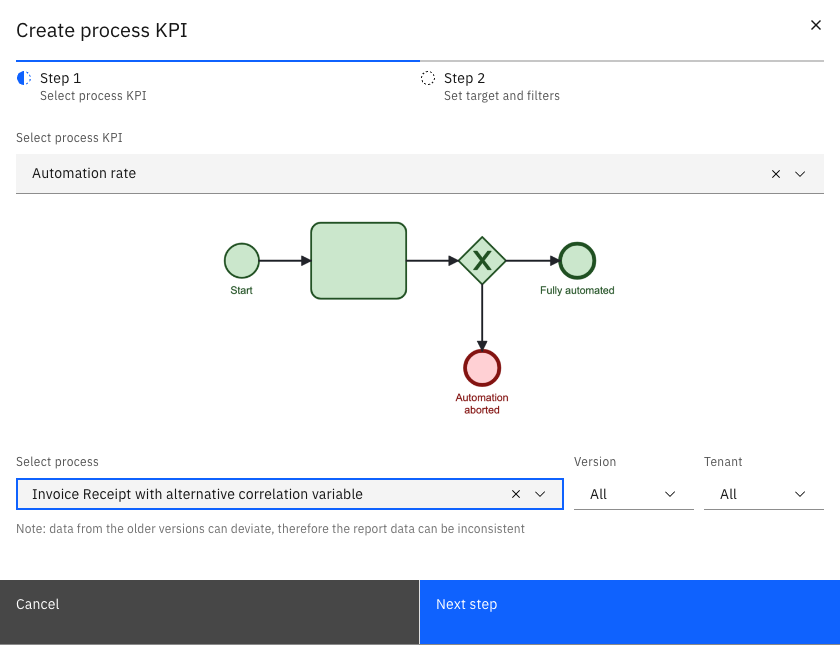 Create process KPI
Step 1
Select process KPI
Step 2
Set target and filters
Select process KPI
Automation rate
X
Start
Fully automated
Automation
aborted
Select process
Version
Tenant
Invoice Receipt with alternative correlation variable
All
All
Note: data from the older versions can deviate, therefore the report data can be inconsistent
Cancel
Next step